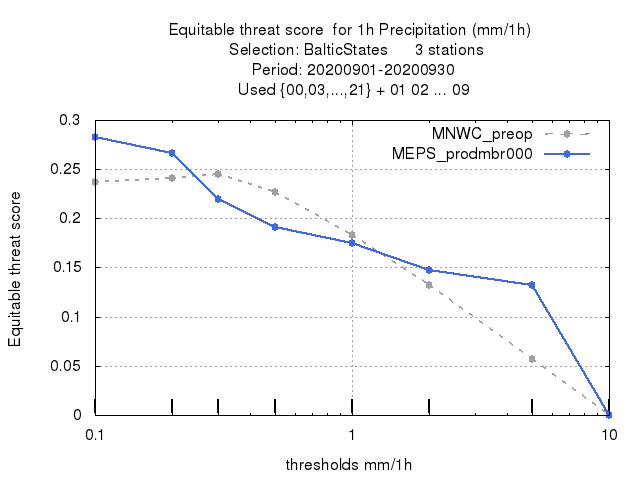 Equitable threat score  for 1h Precipitation (mm/1h)
Selection: BalticStates      3 stations
Period: 20200901-20200930
Used {00,03,...,21} + 01 02 ... 09
MNWC_preop
MEPS_prodmbr000
0.3
0.25
0.2
0.15
0.1
0.05
0
Equitable threat score
0.1
1
10
thresholds mm/1h